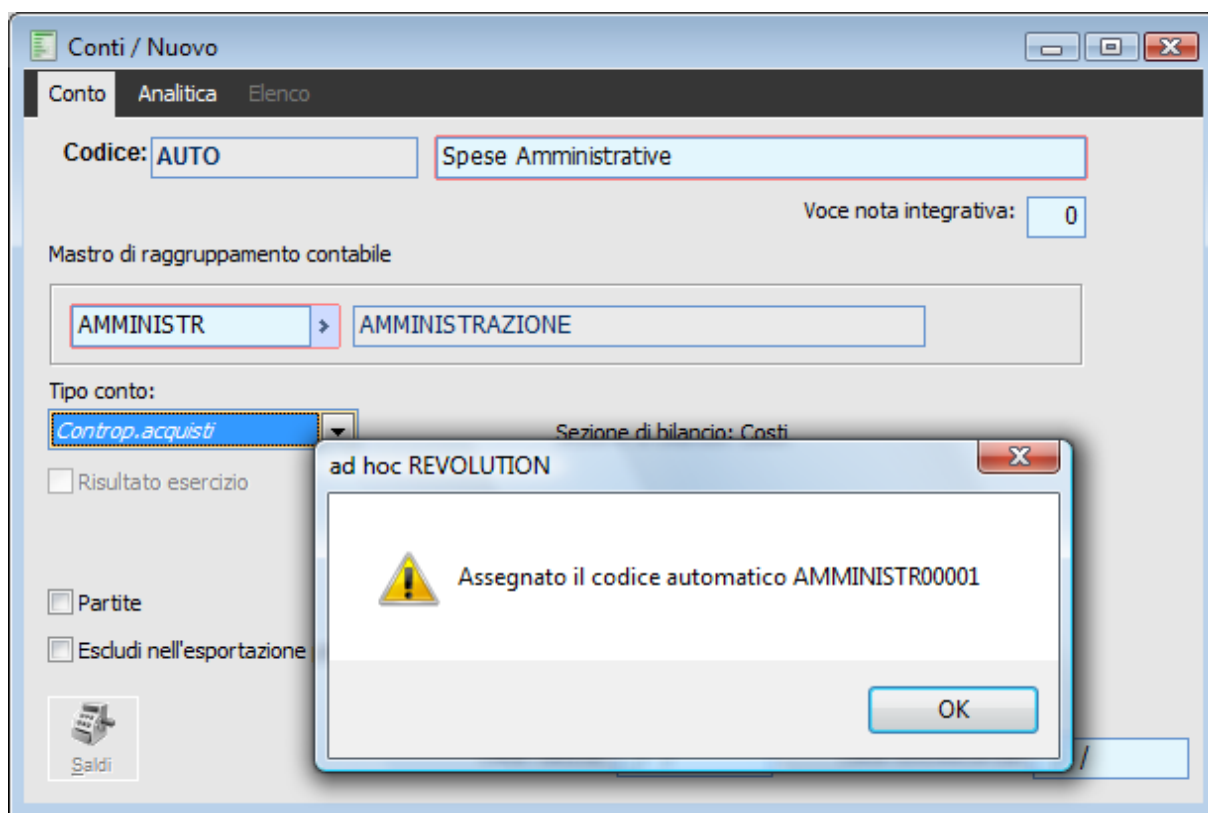 Conti / Nuovo
Conto Analitica Elenco
Codice: AUTO Spese Amministrative
Voce nota integrativa: 0
Mastro di raggruppamento contabile
AMMINISTR AMMINISTRAZIONE
Tipo conto:
Controp.acquisti Sezione di bilancio: Costi
ad hoc REVOLUTION
Risultato esercizio
Assegnato il codice automatico AMMINISTR00001
Partite
Escludi nell'esportazione
OK
Saldi
/